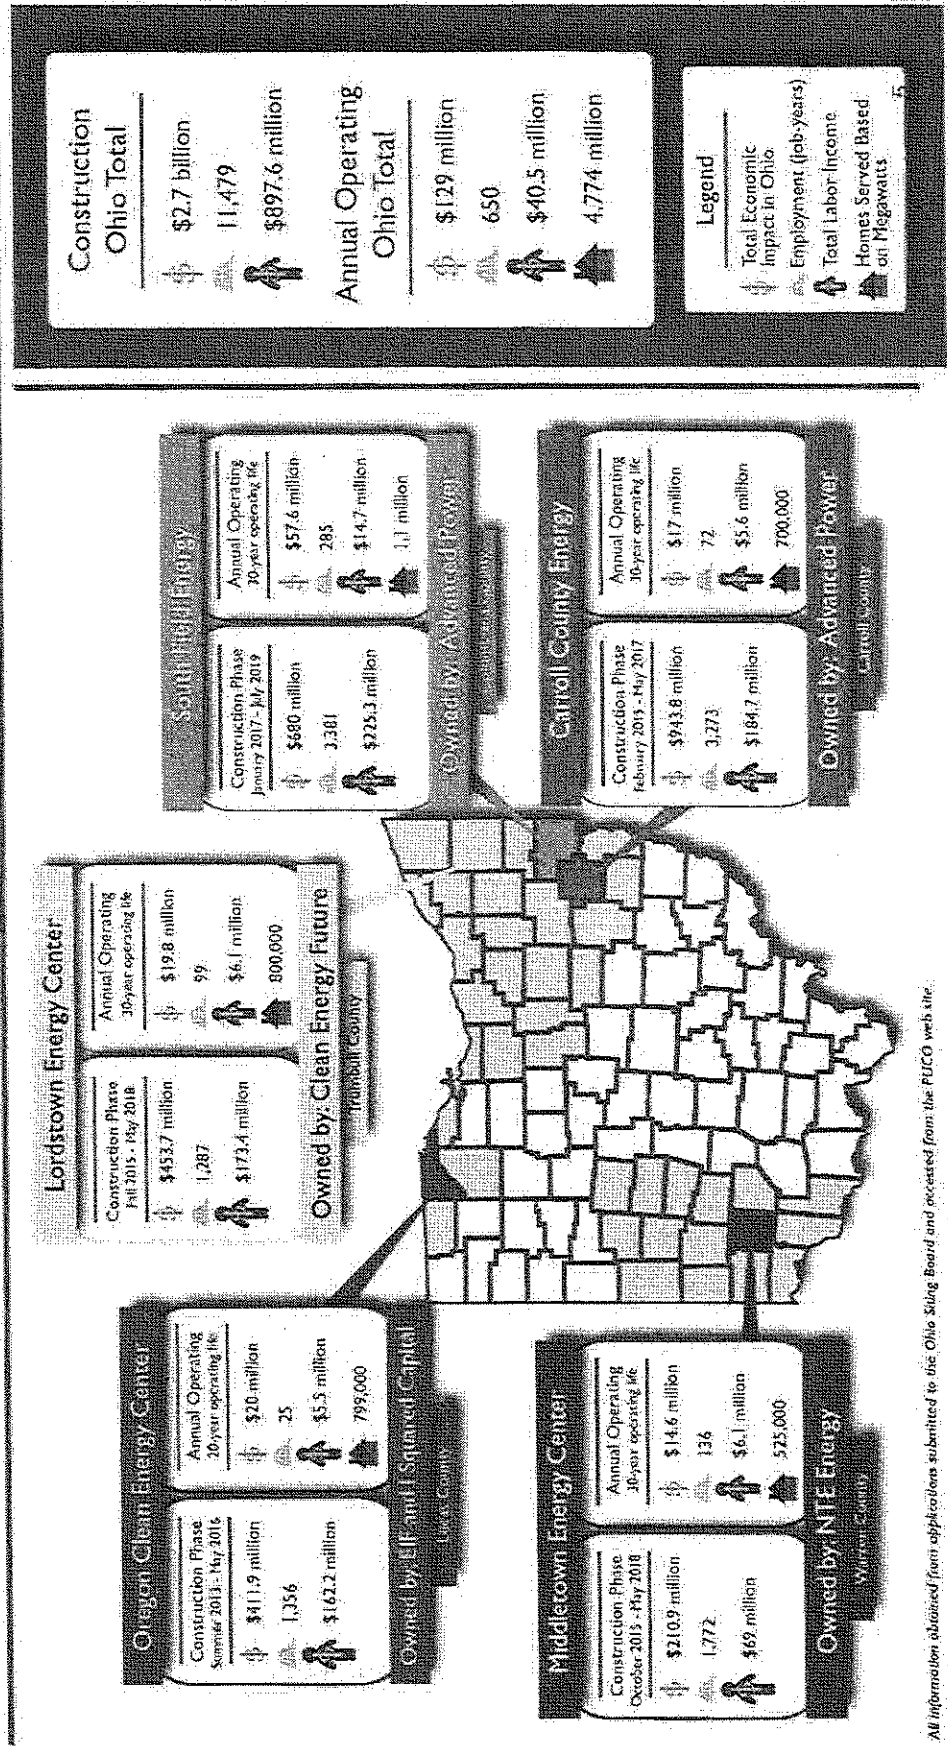 Oregon Clean Energy Center
Construction Phase
Summer 2013 - May 2016
$411.9 million
1,356
$162.2 million
Annual Operating
20-year operating life
$20 million
25
$5.5 million
799,000
Owned by: and Squared Capital
County
Lordstown Energy Center
Construction Phase
Fall 2015 - May 2018
$453.7 million
1,287
$173.4 million
Annual Operating
30-year operating life
$19.8 million
99
$6.1 million
800,000
Owned by: Clean Energy Future
Trumbull County
South Field Energy
Construction Phase
January 2017 - July 2019
$680 million
3,381
$225.3 million
Annual Operating
30-year operating life
$57.6 million
285
$14.7 million
1.1 million
Owned by: Advanced Power
County
Middletown Energy Center
Construction Phase
October 2015 - May 2018
$210.9 million
1,772
$69 million
Annual Operating
30-year operating life
$14.6 million
136
$6.1 million
525,000
Owned by: NTE Energy
Warren County
Carroll County Energy
Construction Phase
February 2015 - May 2017
$943.8 million
3,273
$184.7 million
Annual Operating
30-year operating life
$17 million
72
$5.6 million
700,000
Owned by: Advanced Power
Carroll County
Construction
Ohio Total
$2.7 billion
11,479
$897.6 million
Annual Operating
Ohio Total
$129 million
650
$40.5 million
4.774 million
Legend
Total Economic
Impact in Ohio
Employment (job-years)
Total Labor Income
Homes Served Based
on Megawatts
All information obtained from applications submitted to the Ohio Siting Board and accessed from the PUCO web site.